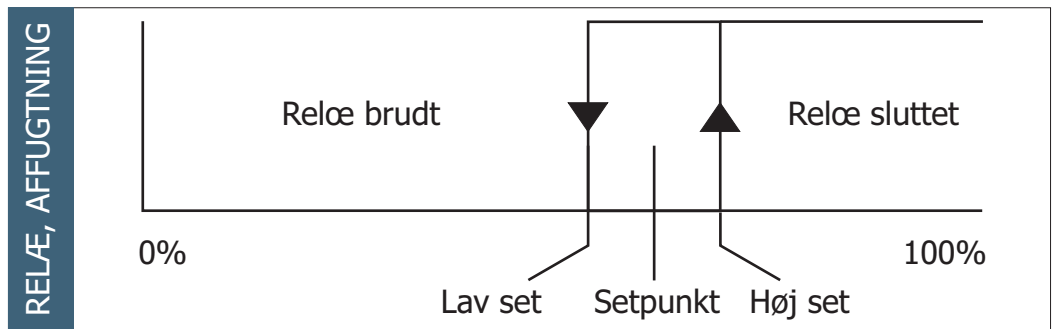 RELÆ, AFFUGTNING
Relœ brudt
Relœ sluttet
0%
100%
Lav set
Setpunkt
Høj set